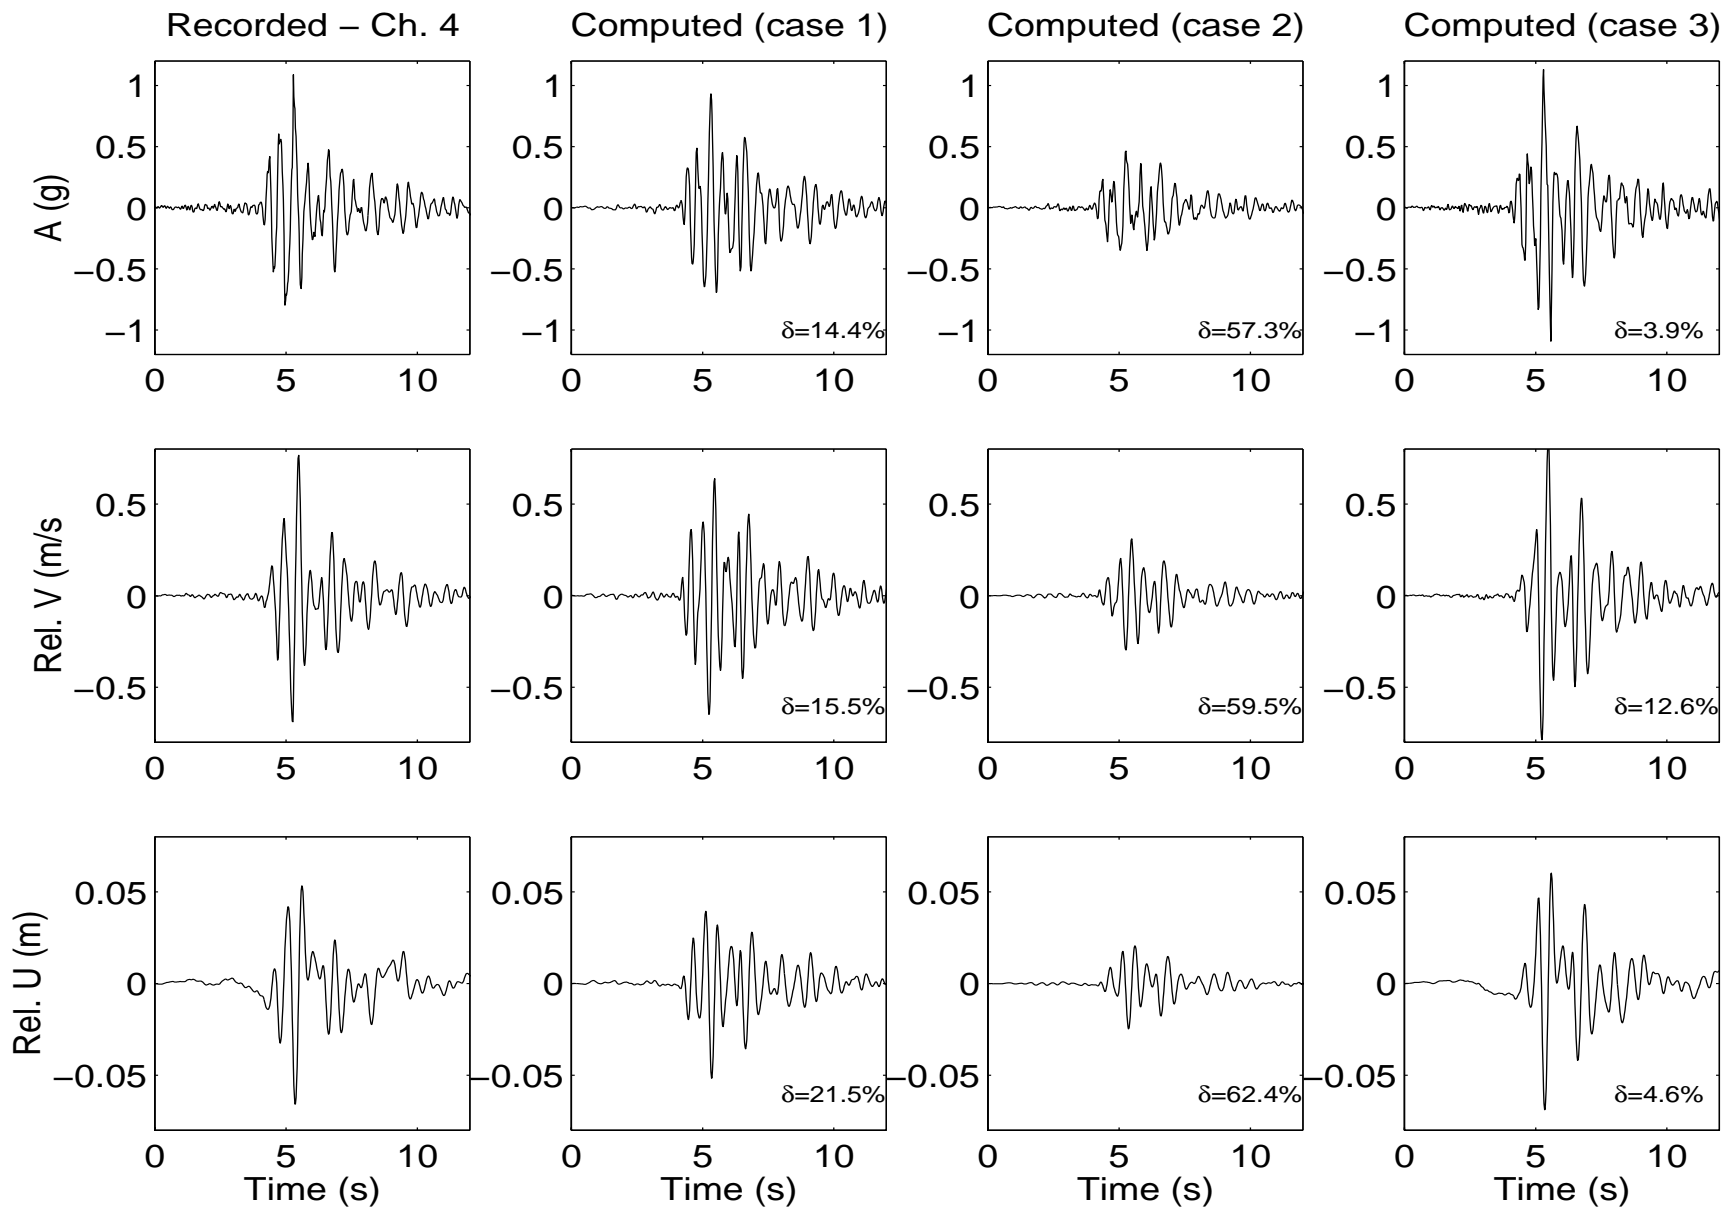 Recorded – Ch. 4 Computed (case 1) Computed (case 2) Computed (case 3)
A (g)
1 0.5 0 −0.5 −1
1 0.5 0 −0.5 −1
1 0.5 0 −0.5 −1
1 0.5 0 −0.5 −1
δ=14.4% δ=57.3% δ=3.9%
0 5 10 0 5 10 0 5 10 0 5 10
Rel. V (m/s
0.5 0 −0.5
0.5 0 −0.5
0.5 0 −0.5
0.5 0 −0.5
δ=15.5% δ=59.5% δ=12.6%
0 5 10 0 5 10 0 5 10 0 5 10
Rel. U (m)
0.05 0 −0.05
0.05 0 −0.05
0.05 0 −0.05
0.05 0 −0.05
δ=21.5% δ=62.4% δ=4.6%
0 5 10 0 5 10 0 5 10 0 5 10
Time (s) Time (s) Time (s) Time (s)